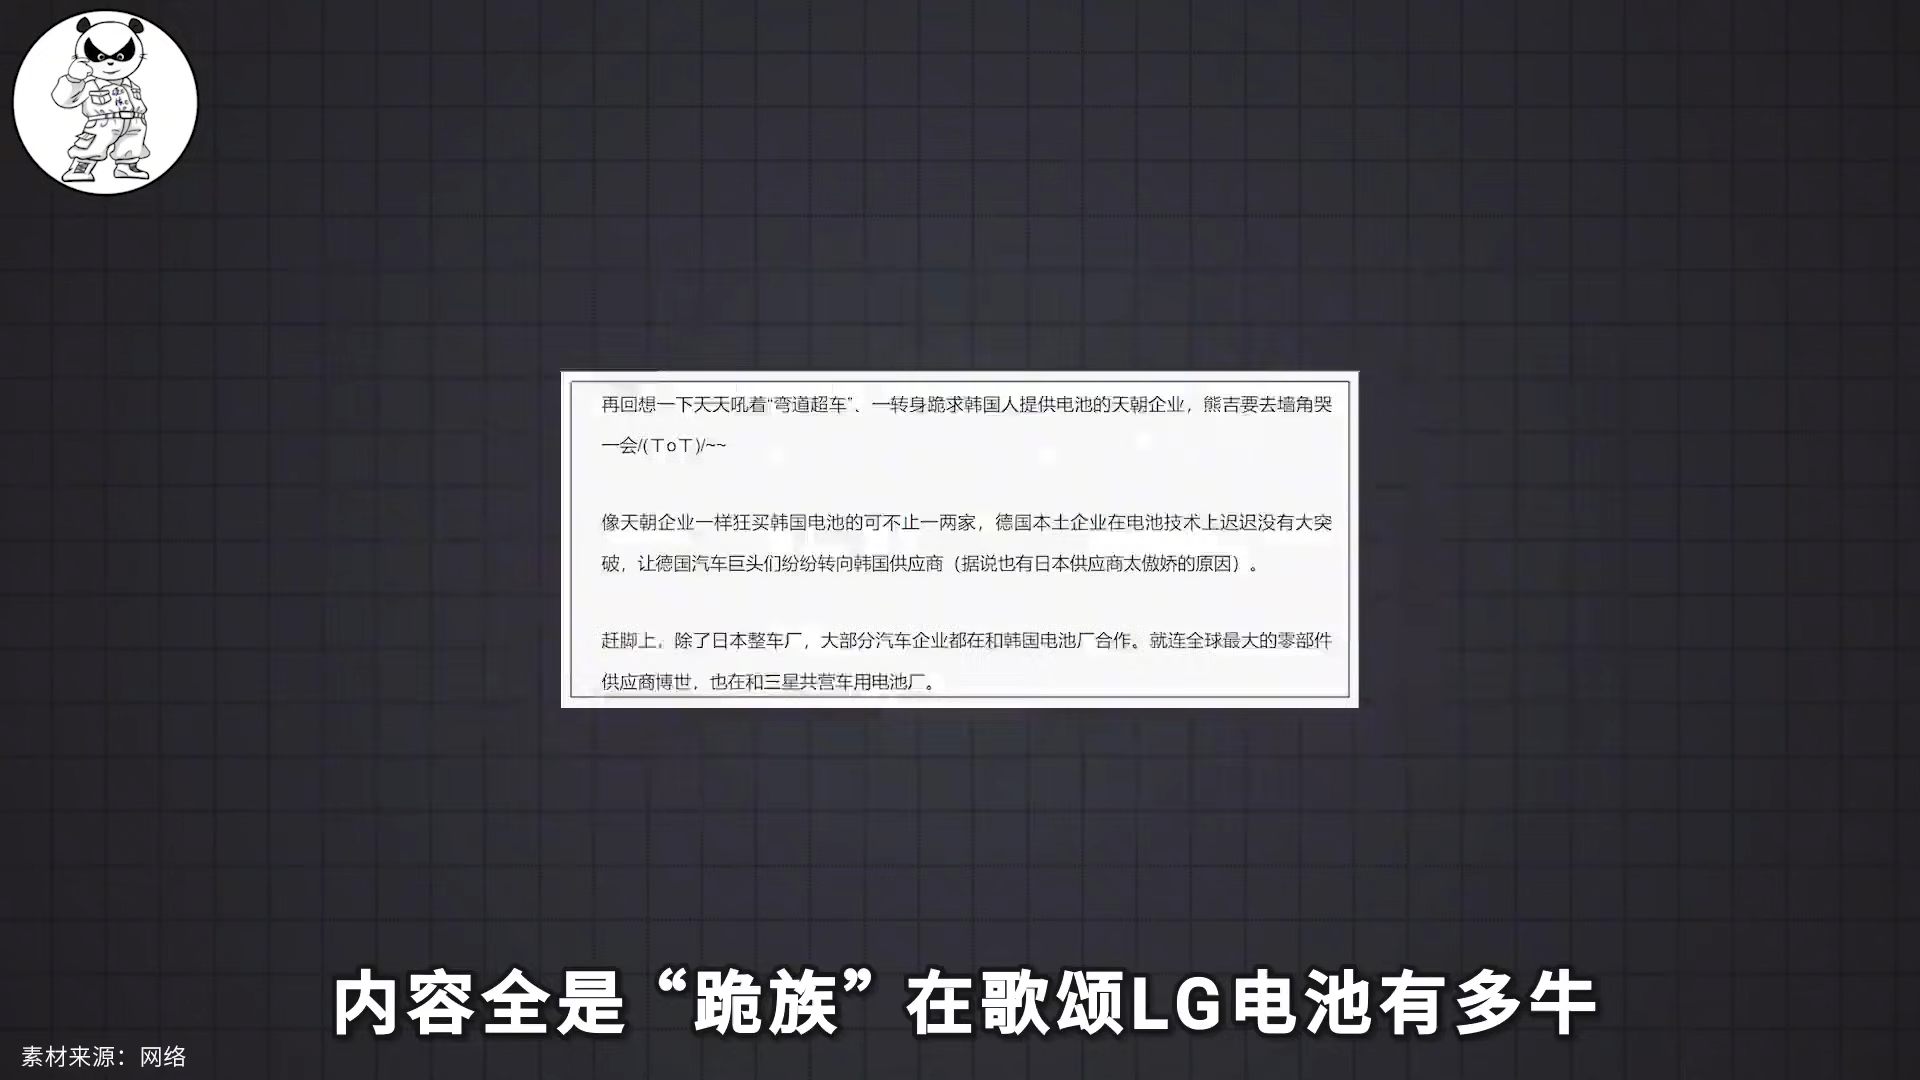 再回想一下天天吼着“弯道超车”、一转身跪求韩国人提供电池的天朝企业，熊吉要去墙角哭
一会/(ToT)/~~
像天朝企业一样狂买韩国电池的可不止一两家，德国本土企业在电池技术上迟迟没有大突
破，让德国汽车巨头们纷纷转向韩国供应商（据说也有日本供应商太傲娇的原因）。
赶脚上，除了日本整车厂，大部分汽车企业都在和韩国电池厂合作。就连全球最大的零部件
供应商博世，也在和三星共营车用电池厂。
内容全是“跪族”在歌颂LG电池有多牛
素材来源：网络